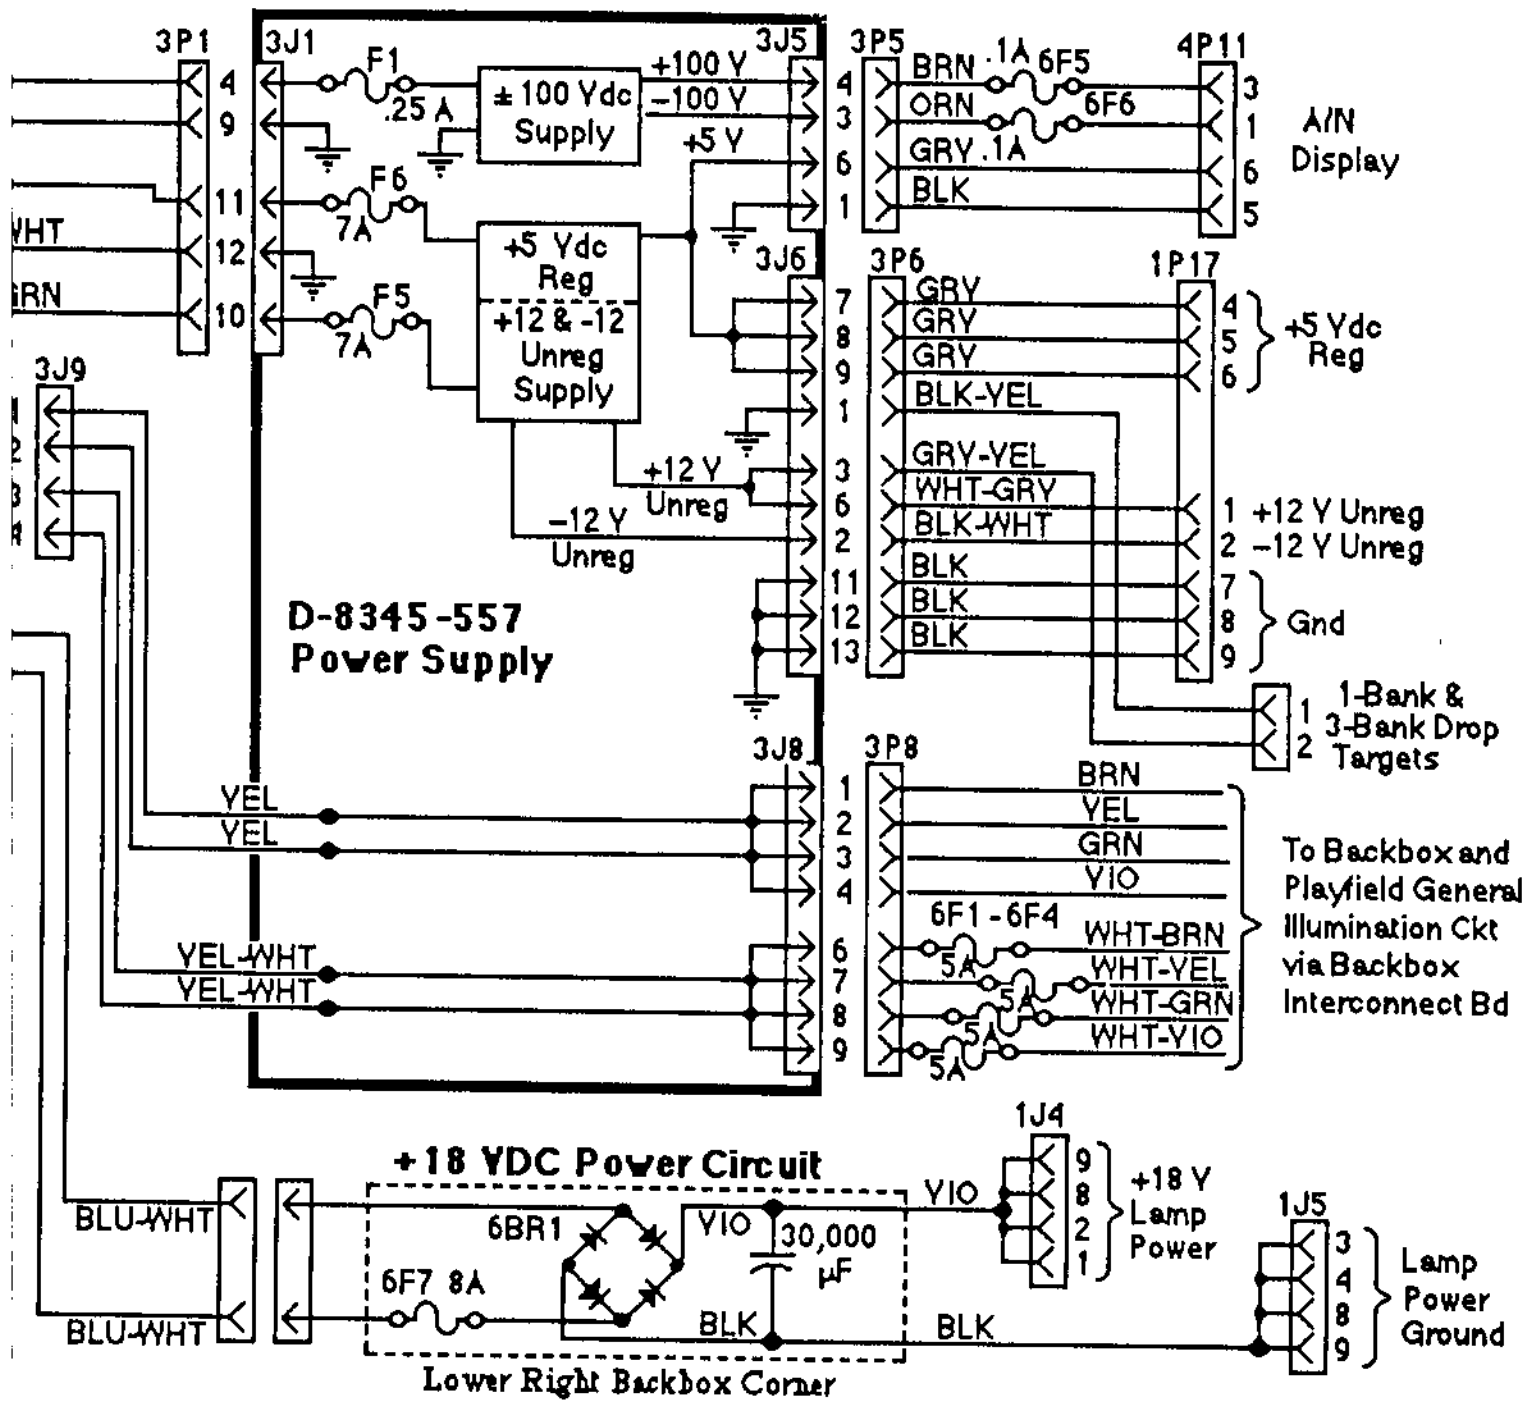 3P1 3J1 3J5 3P5 4P11
4 F1 .25 A
9
11 F6 7A
12
10 F5 7A
WHT
GRN
± 100 Vdc
Supply
+100 V
-100 V
+5 V
+5 Vdc
Reg
+12 & -12
Unreg
Supply
4 BRN .1A 6F5 3
3 ORN .1A 6F6 1
6 GRY 6
1 BLK 5
A/N
Display
3J6 3P6 1P17
7 GRY 4
8 GRY 5
9 GRY 6
+5 Vdc
Reg
1 BLK-YEL
3 GRY-YEL
6 WHT-GRY 1 +12 V Unreg
2 BLK-WHT 2 -12 V Unreg
11 BLK 7
12 BLK 8
13 BLK 9
Gnd
+12 V
Unreg
-12 V
Unreg
3J9
1
2
3
4
D-8345-557
Power Supply
1
2
1-Bank &
3-Bank Drop
Targets
3J8 3P8
YEL
YEL
YEL-WHT
YEL-WHT
1 BRN
2 YEL
3 GRN
4 VIO
6F1 - 6F4
6 5A WHT-BRN
7 5A WHT-YEL
8 5A WHT-GRN
9 5A WHT-VIO
To Backbox and
Playfield General
Illumination Ckt
via Backbox
Interconnect Bd
+18 VDC Power Circuit
BLU-WHT
BLU-WHT
6BR1
6F7 8A
VIO
30,000
µF
BLK
VIO
BLK
Lower Right Backbox Corner
1J4
9
8
2
1
+18 V
Lamp
Power
1J5
3
4
8
9
Lamp
Power
Ground